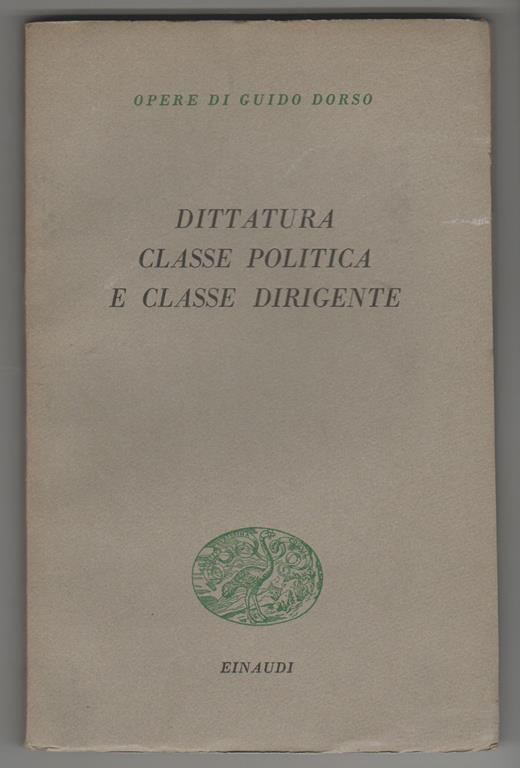 OPERE DI GUIDO DORSO
DITTATURA
CLASSE POLITICA
E CLASSE DIRIGENTE
EINAUDI